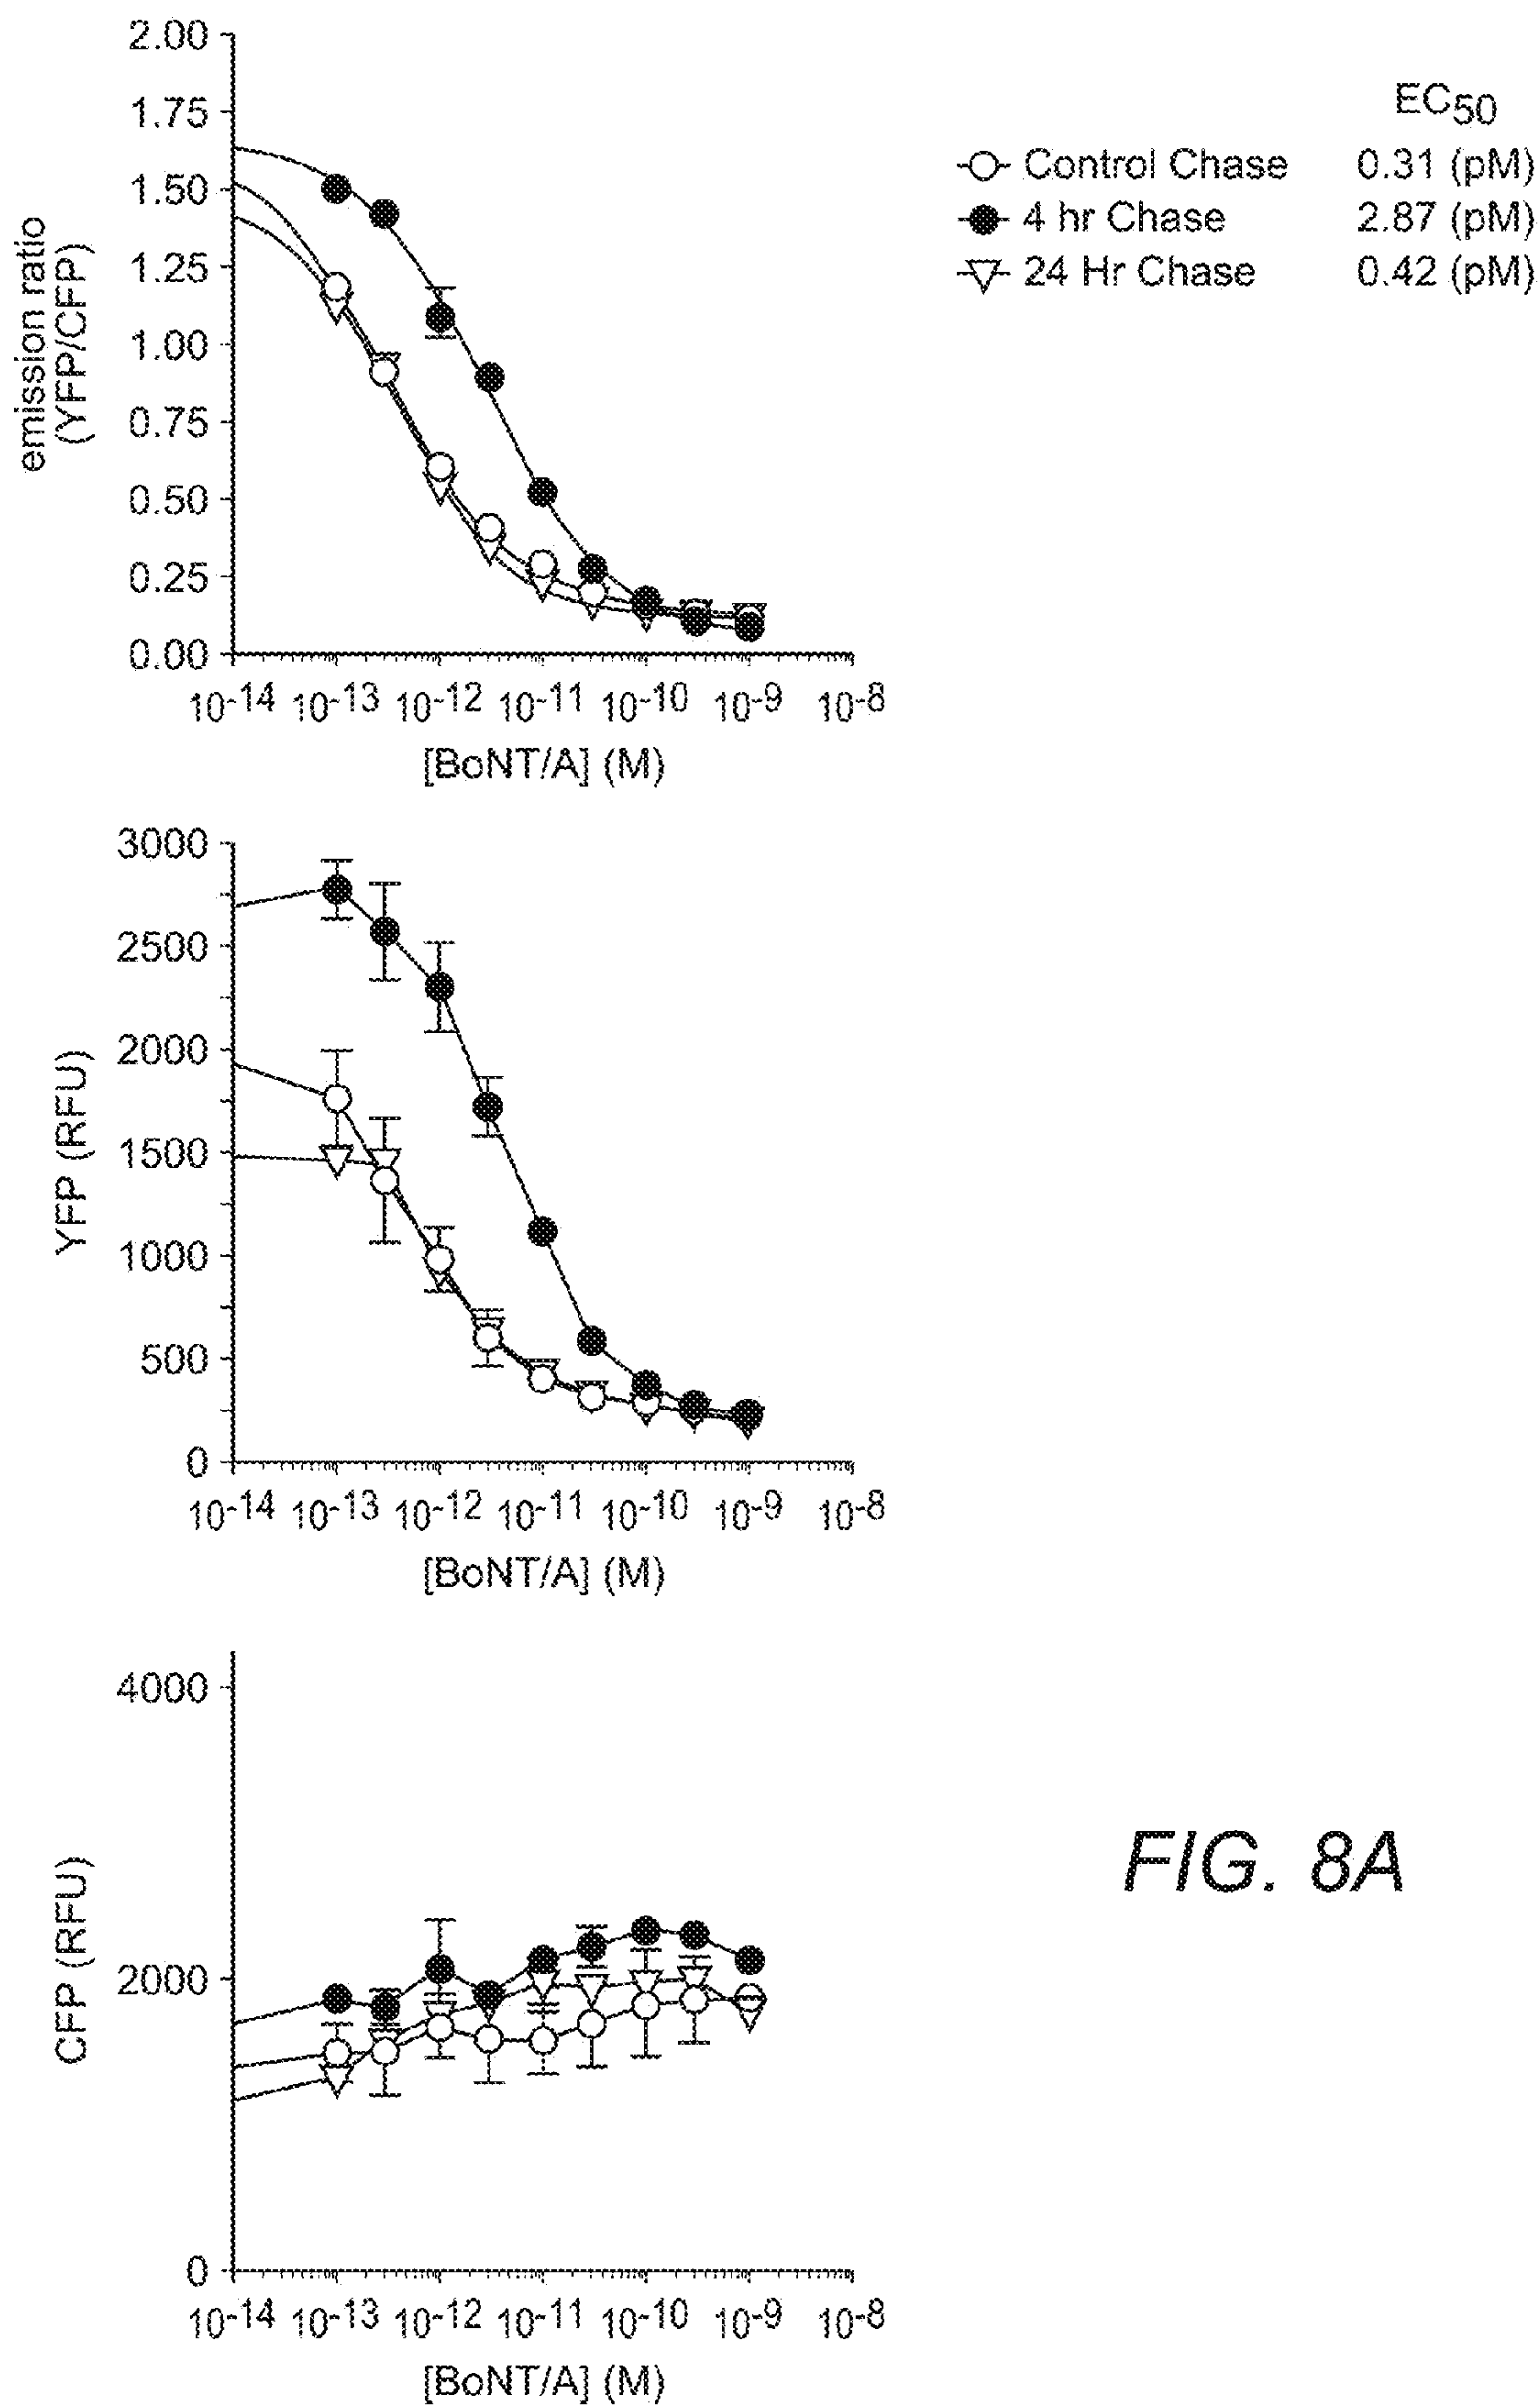 2.00
1.75
1.50
1.25
1.00
0.75
0.50
0.25
0.00
emission ratio
(YFP/CFP)
10-14 10-13 10-12 10-11 10-10 10-9 10-8
[BoNT/A] (M)
EC50
Control Chase 0.31 (pM)
4 hr Chase 2.87 (pM)
24 Hr Chase 0.42 (pM)
3000
2500
2000
1500
1000
500
0
YFP (RFU)
10-14 10-13 10-12 10-11 10-10 10-9 10-8
[BoNT/A] (M)
4000
2000
0
CFP (RFU)
10-14 10-13 10-12 10-11 10-10 10-9 10-8
[BoNT/A] (M)
FIG. 8A